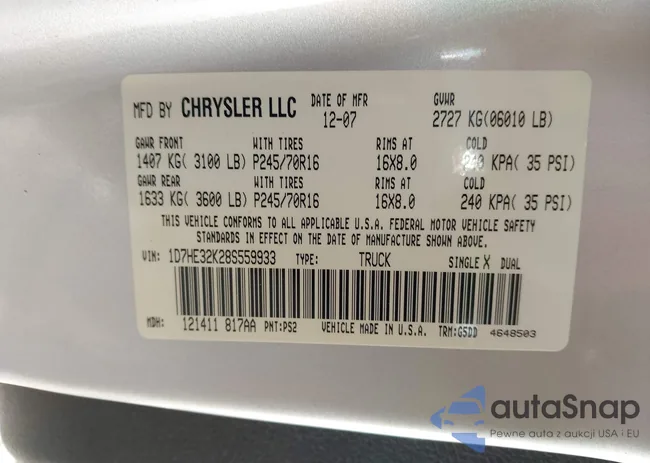 MFD BY CHRYSLER LLC DATE OF MFR 12-07 GVWR 2727 KG(06010 LB)
GAWR FRONT WITH TIRES RIMS AT COLD
1407 KG( 3100 LB) P245/70R16 16X8.0 240 KPA( 35 PSI)
GAWR REAR WITH TIRES RIMS AT COLD
1633 KG( 3600 LB) P245/70R16 16X8.0 240 KPA( 35 PSI)
THIS VEHICLE CONFORMS TO ALL APPLICABLE U.S.A. FEDERAL MOTOR VEHICLE SAFETY
STANDARDS IN EFFECT ON THE DATE OF MANUFACTURE SHOWN ABOVE.
VIN: 1D7HE32K28S559933 TYPE: TRUCK SINGLE X DUAL
MDH: 121411 817AA PNT:PS2 VEHICLE MADE IN U.S.A. TRM:G5DD 4648503
autaSnap
Pewne auta z aukcji USA i EU